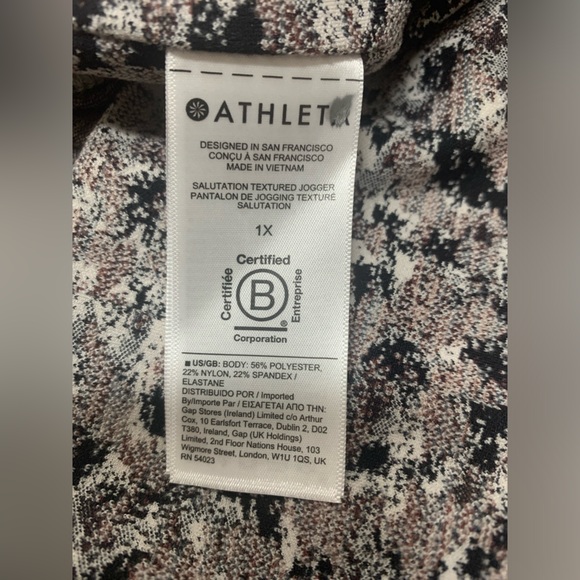 ATHLETA
DESIGNED IN SAN FRANCISCO
CONÇU À SAN FRANCISCO
MADE IN VIETNAM
SALUTATION TEXTURED JOGGER
PANTALON DE JOGGING TEXTURÉ
SALUTATION
1X
Certified
Certifiée
B
®
Entreprise
Corporation
■ US/GB: BODY: 56% POLYESTER,
22% NYLON, 22% SPANDEX /
ELASTANE
DISTRIBUIDO POR / Imported
By/Importe Par / ΕΙΣΑΓΕΤΑΙ ΑΠΟ ΤΗΝ:
Gap Stores (Ireland) Limited c/o Arthur
Cox, 10 Earlsfort Terrace, Dublin 2, D02
T380, Ireland, Gap (UK Holdings)
Limited, 2nd Floor Nations House, 103
Wigmore Street, London, W1U 1QS, UK
RN 54023